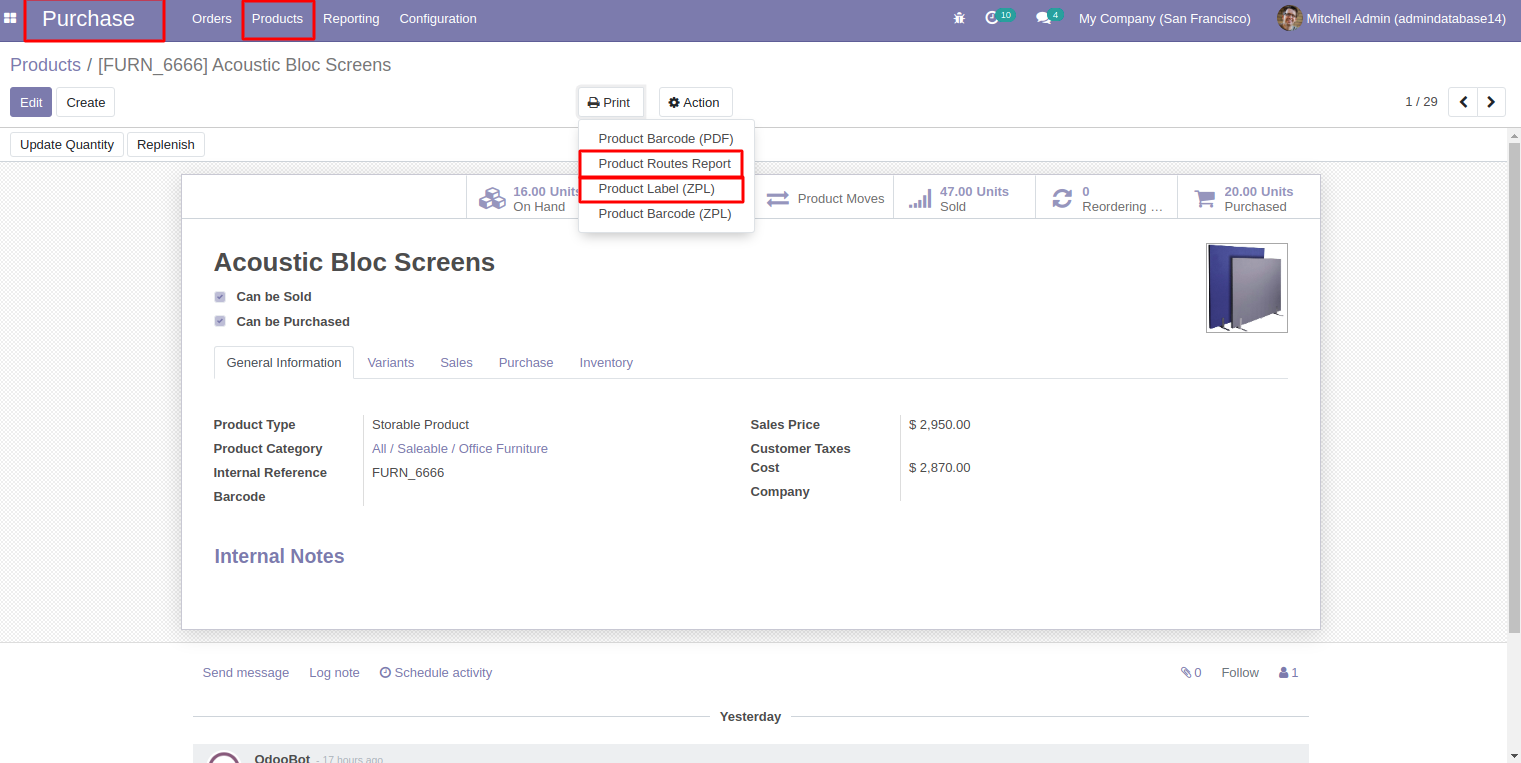 Purchase Orders Products Reporting Configuration 10 4 My Company (San Francisco) Mitchell Admin (admindatabase14)
Products / [FURN_6666] Acoustic Bloc Screens
Edit Create Print Action 1 / 29
Product Barcode (PDF)
Product Routes Report
Product Label (ZPL)
Product Barcode (ZPL)
Update Quantity Replenish
16.00 Units
On Hand
Product Moves
47.00 Units
Sold
0
Reordering ...
20.00 Units
Purchased
Acoustic Bloc Screens
Can be Sold
Can be Purchased
General Information Variants Sales Purchase Inventory
Product Type Storable Product
Product Category All / Saleable / Office Furniture
Internal Reference FURN_6666
Barcode
Sales Price $ 2,950.00
Customer Taxes
Cost $ 2,870.00
Company
Internal Notes
Send message Log note Schedule activity 0 Follow 1
Yesterday
OdooBot - 17 hours ago